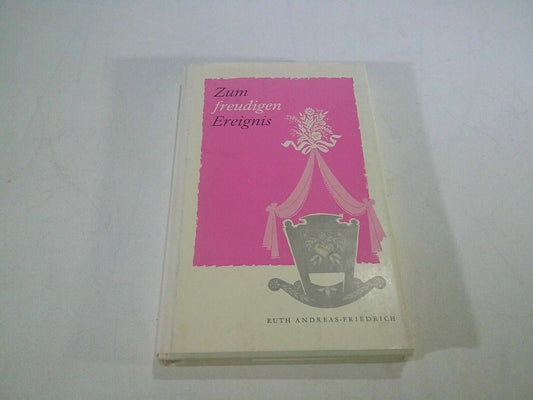 Zum
freudigen
Ereignis
RUTH ANDREAS-FRIEDRICH